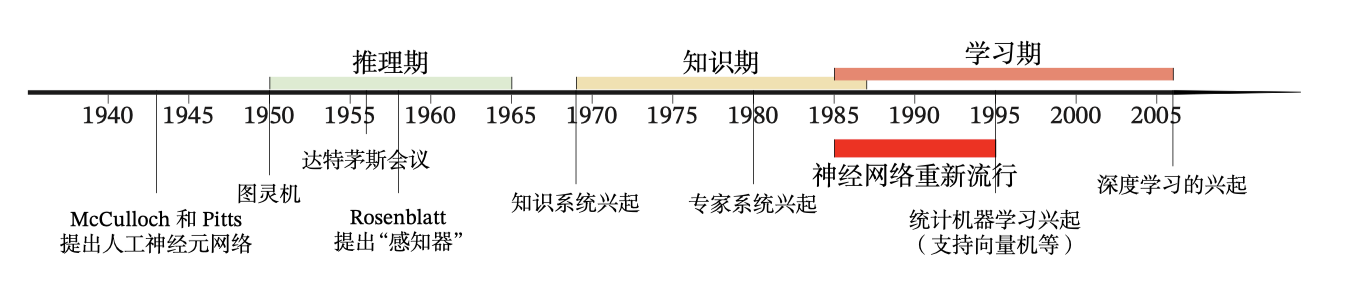 推理期
知识期
学习期
1940 1945 1950 1955 1960 1965 1970 1975 1980 1985 1990 1995 2000 2005
达特茅斯会议
图灵机
McCulloch 和 Pitts
提出人工神经元网络
Rosenblatt
提出“感知器”
知识系统兴起
专家系统兴起
神经网络重新流行
统计机器学习兴起
（支持向量机等）
深度学习的兴起